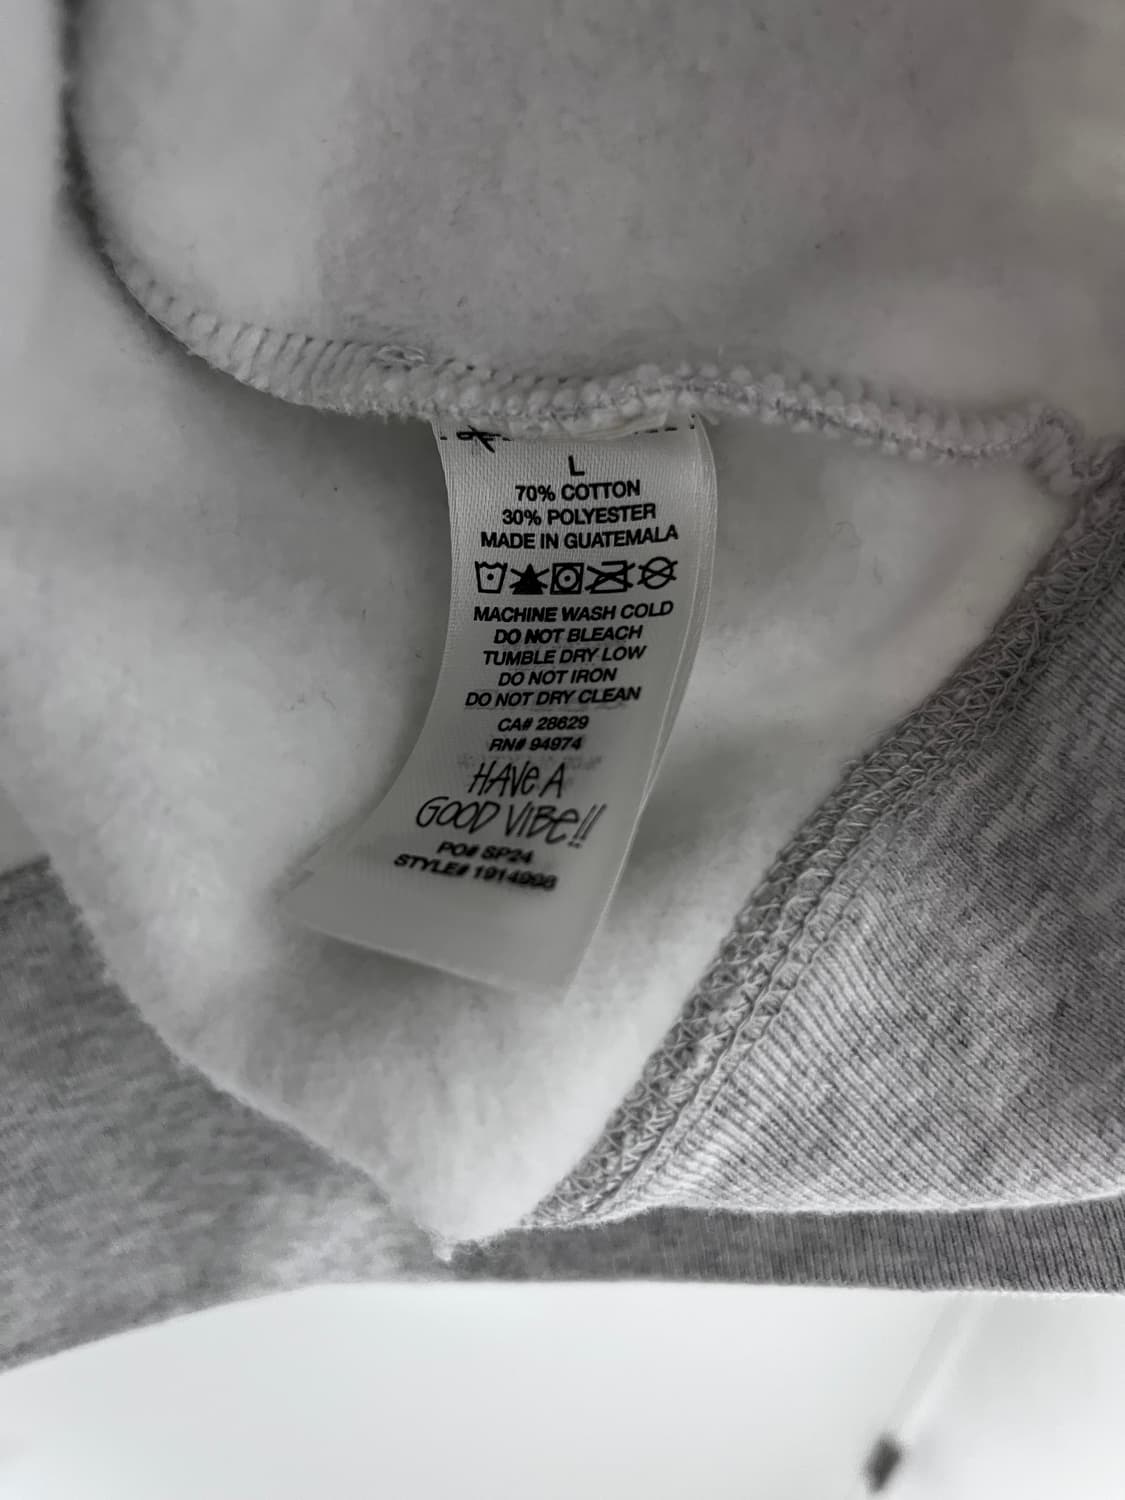 L
70% COTTON
30% POLYESTER
MADE IN GUATEMALA
MACHINE WASH COLD
DO NOT BLEACH
TUMBLE DRY LOW
DO NOT IRON
DO NOT DRY CLEAN
CA# 28629
RN# 94974
HAVE A
GOOD VIBE!!
PO# SP24
STYLE#